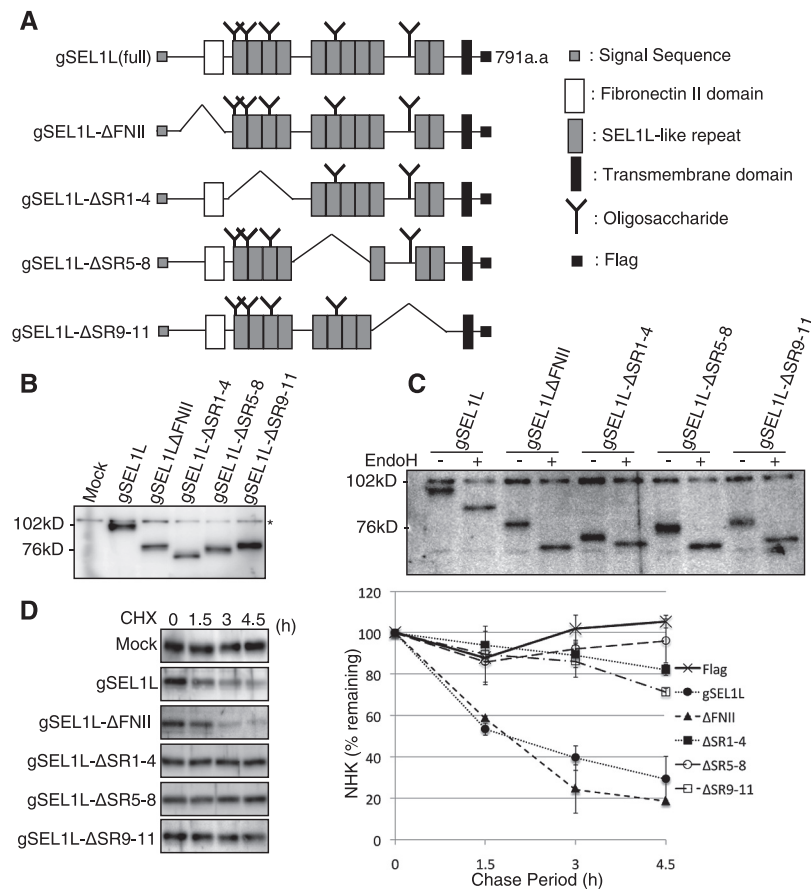 A
gSEL1L(full)
791a.a
gSEL1L-ΔFNII
gSEL1L-ΔSR1-4
gSEL1L-ΔSR5-8
gSEL1L-ΔSR9-11
: Signal Sequence
: Fibronectin II domain
: SEL1L-like repeat
: Transmembrane domain
: Oligosaccharide
: Flag
B
Mock
gSEL1L
gSEL1LΔFNII
gSEL1L-ΔSR1-4
gSEL1L-ΔSR5-8
gSEL1L-ΔSR9-11
102kD
*
76kD
C
gSEL1L
gSEL1LΔFNII
gSEL1L-ΔSR1-4
gSEL1L-ΔSR5-8
gSEL1L-ΔSR9-11
EndoH - + - + - + - + - +
102kD
76kD
D
CHX 0 1.5 3 4.5 (h)
Mock
gSEL1L
gSEL1L-ΔFNII
gSEL1L-ΔSR1-4
gSEL1L-ΔSR5-8
gSEL1L-ΔSR9-11
NHK (% remaining)
120
100
80
60
40
20
0
0 1.5 3 4.5
Chase Period (h)
Flag
gSEL1L
ΔFNII
ΔSR1-4
ΔSR5-8
ΔSR9-11